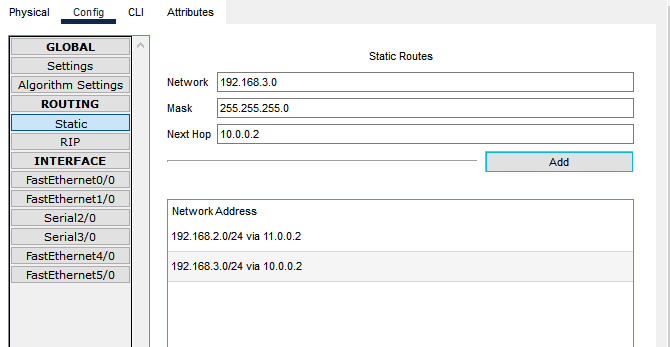 Physical Config CLI Attributes
GLOBAL
Settings
Algorithm Settings
ROUTING
Static
RIP
INTERFACE
FastEthernet0/0
FastEthernet1/0
Serial2/0
Serial3/0
FastEthernet4/0
FastEthernet5/0
Static Routes
Network 192.168.3.0
Mask 255.255.255.0
Next Hop 10.0.0.2
Add
Network Address
192.168.2.0/24 via 11.0.0.2
192.168.3.0/24 via 10.0.0.2